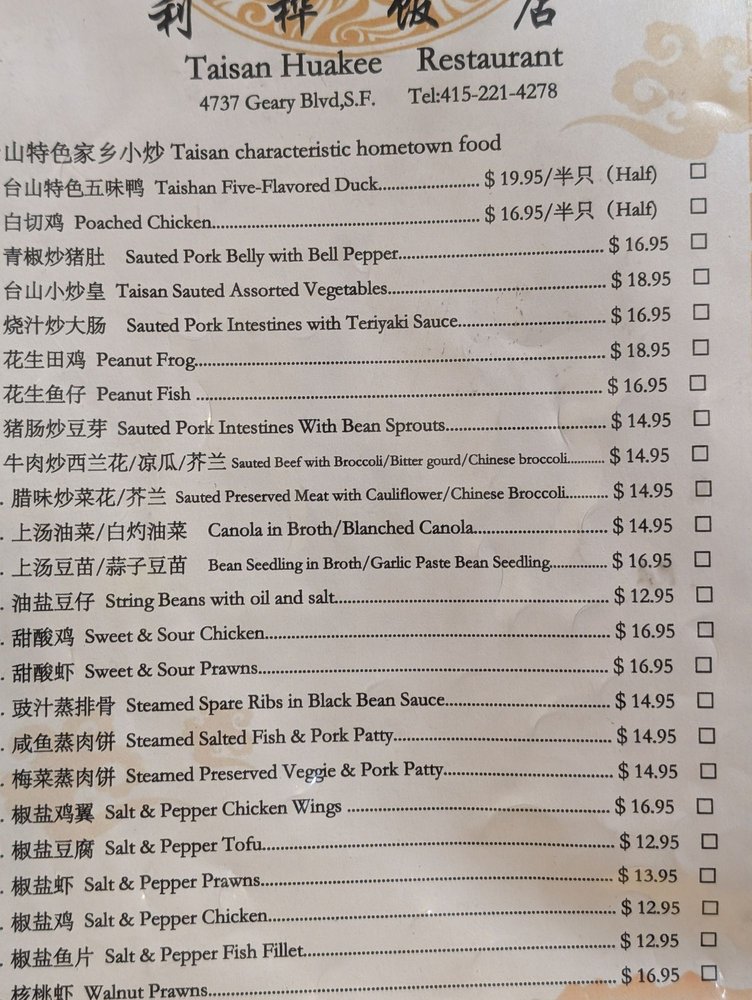 利 桦 饭 店
Taisan Huakee Restaurant
4737 Geary Blvd,S.F. Tel:415-221-4278
山特色家乡小炒 Taisan characteristic hometown food
台山特色五味鸭 Taishan Five-Flavored Duck.......................... $ 19.95/半只（Half) □
白切鸡 Poached Chicken.......................... $ 16.95/半只（Half) □
青椒炒猪肚 Sauted Pork Belly with Bell Pepper.......................... $ 16.95 □
台山小炒皇 Taisan Sauted Assorted Vegetables.......................... $ 18.95 □
烧汁炒大肠 Sauted Pork Intestines with Teriyaki Sauce.......................... $ 16.95 □
花生田鸡 Peanut Frog.......................... $ 18.95 □
花生鱼仔 Peanut Fish .......................... $ 16.95 □
猪肠炒豆芽 Sauted Pork Intestines With Bean Sprouts.......................... $ 14.95 □
牛肉炒西兰花/凉瓜/芥兰 Sauted Beef with Broccoli/Bitter gourd/Chinese broccoli.......... $ 14.95 □
. 腊味炒菜花/芥兰 Sauted Preserved Meat with Cauliflower/Chinese Broccoli.......... $ 14.95 □
. 上汤油菜/白灼油菜 Canola in Broth/Blanched Canola.......................... $ 14.95 □
. 上汤豆苗/蒜子豆苗 Bean Seedling in Broth/Garlic Paste Bean Seedling............. $ 16.95 □
. 油盐豆仔 String Beans with oil and salt.......................... $ 12.95 □
. 甜酸鸡 Sweet & Sour Chicken.......................... $ 16.95 □
. 甜酸虾 Sweet & Sour Prawns.......................... $ 16.95 □
. 豉汁蒸排骨 Steamed Spare Ribs in Black Bean Sauce.......................... $ 14.95 □
. 咸鱼蒸肉饼 Steamed Salted Fish & Pork Patty.......................... $ 14.95 □
. 梅菜蒸肉饼 Steamed Preserved Veggie & Pork Patty.......................... $ 14.95 □
. 椒盐鸡翼 Salt & Pepper Chicken Wings .......................... $ 16.95 □
. 椒盐豆腐 Salt & Pepper Tofu.......................... $ 12.95 □
. 椒盐虾 Salt & Pepper Prawns.......................... $ 13.95 □
. 椒盐鸡 Salt & Pepper Chicken.......................... $ 12.95 □
. 椒盐鱼片 Salt & Pepper Fish Fillet.......................... $ 12.95 □
核桃虾 Walnut Prawns.......................... $ 16.95 □